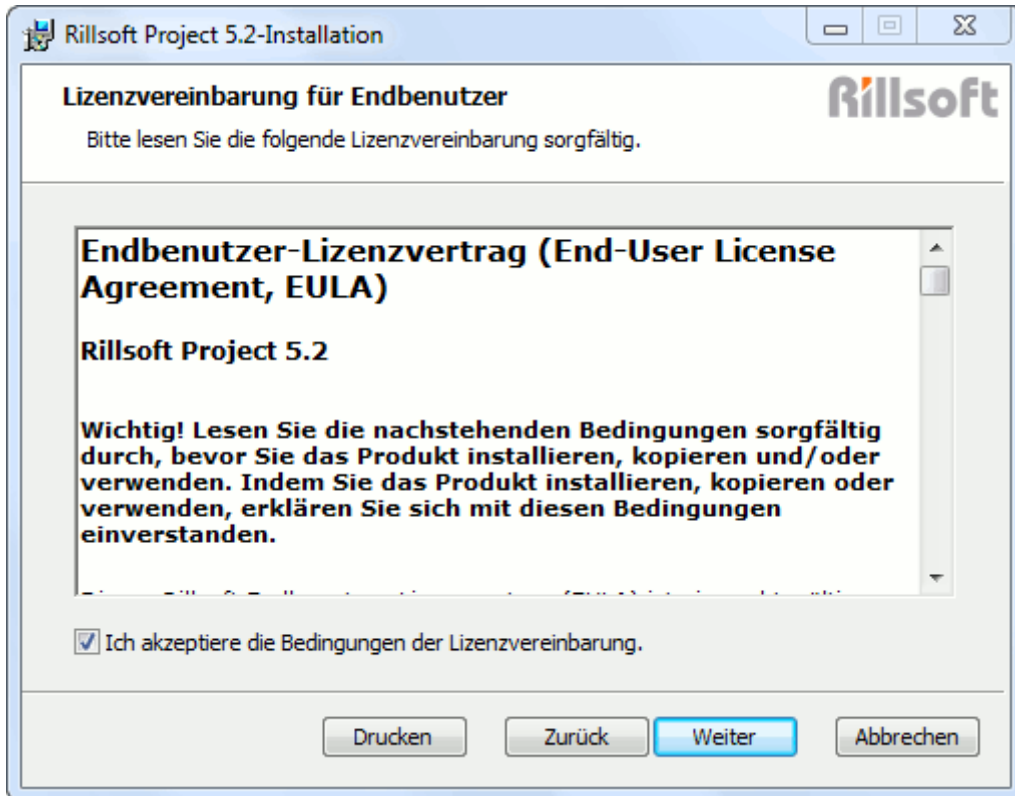 Rillsoft Project 5.2-Installation
Lizenzvereinbarung für Endbenutzer
Rillsoft
Bitte lesen Sie die folgende Lizenzvereinbarung sorgfältig.
Endbenutzer-Lizenzvertrag (End-User License
Agreement, EULA)
Rillsoft Project 5.2
Wichtig! Lesen Sie die nachstehenden Bedingungen sorgfältig
durch, bevor Sie das Produkt installieren, kopieren und/oder
verwenden. Indem Sie das Produkt installieren, kopieren oder
verwenden, erklären Sie sich mit diesen Bedingungen
einverstanden.
Ich akzeptiere die Bedingungen der Lizenzvereinbarung.
Drucken
Zurück
Weiter
Abbrechen